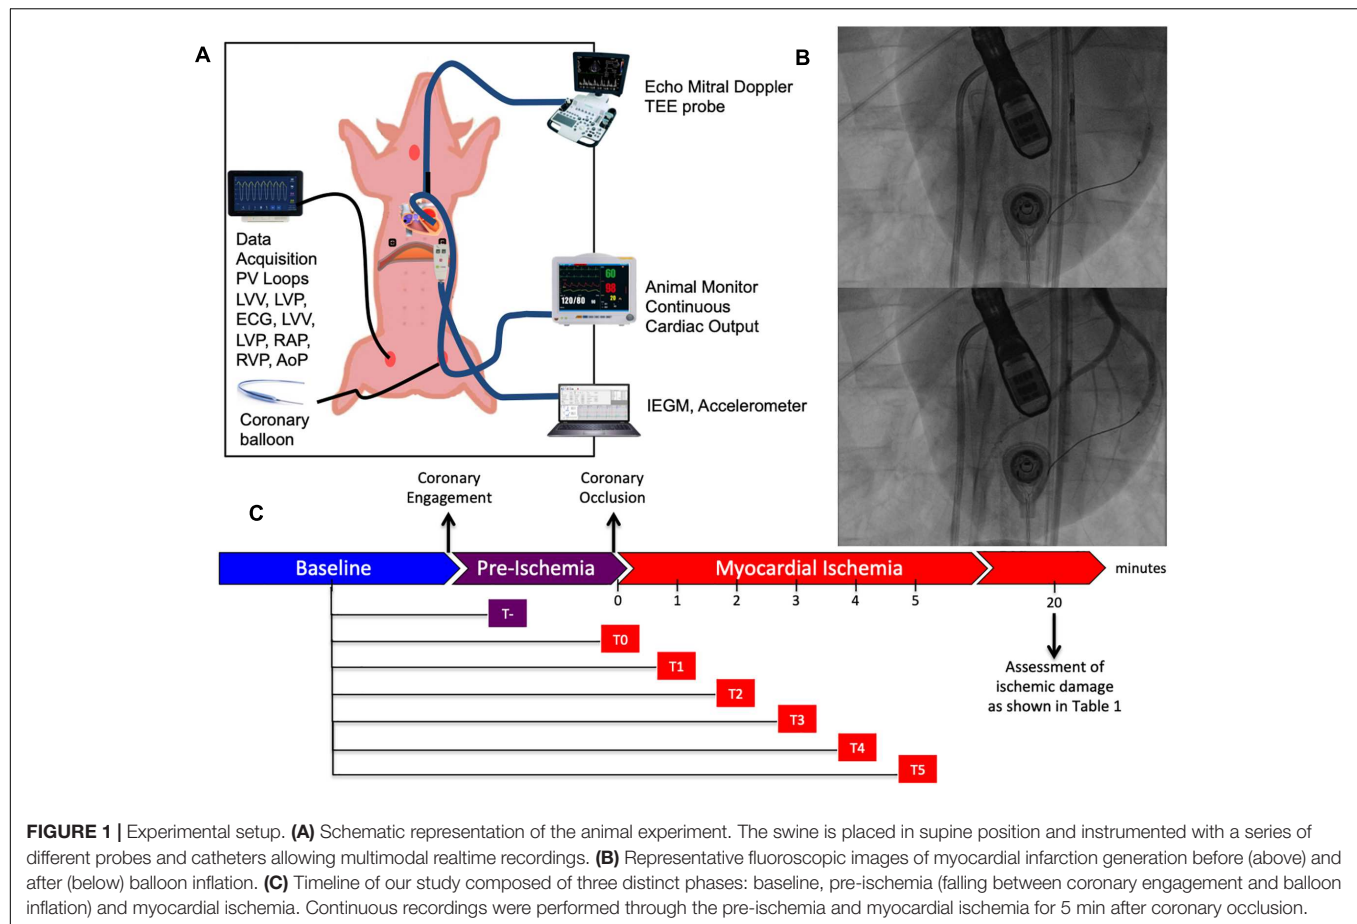 A
Echo Mitral Doppler
TEE probe
Data
Acquisition
PV Loops
LVV, LVP,
ECG, LVV,
LVP, RAP,
RVP, AoP
60
98
20
120/80
Animal Monitor
Continuous
Cardiac Output
Coronary
balloon
IEGM, Accelerometer
B
C
Coronary
Engagement
Coronary
Occlusion
Baseline
Pre-Ischemia
Myocardial Ischemia
minutes
0 1 2 3 4 5 20
T-
T0
T1
T2
T3
T4
T5
Assessment of
ischemic damage
as shown in Table 1
FIGURE 1 | Experimental setup. (A) Schematic representation of the animal experiment. The swine is placed in supine position and instrumented with a series of
different probes and catheters allowing multimodal realtime recordings. (B) Representative fluoroscopic images of myocardial infarction generation before (above) and
after (below) balloon inflation. (C) Timeline of our study composed of three distinct phases: baseline, pre-ischemia (falling between coronary engagement and balloon
inflation) and myocardial ischemia. Continuous recordings were performed through the pre-ischemia and myocardial ischemia for 5 min after coronary occlusion.